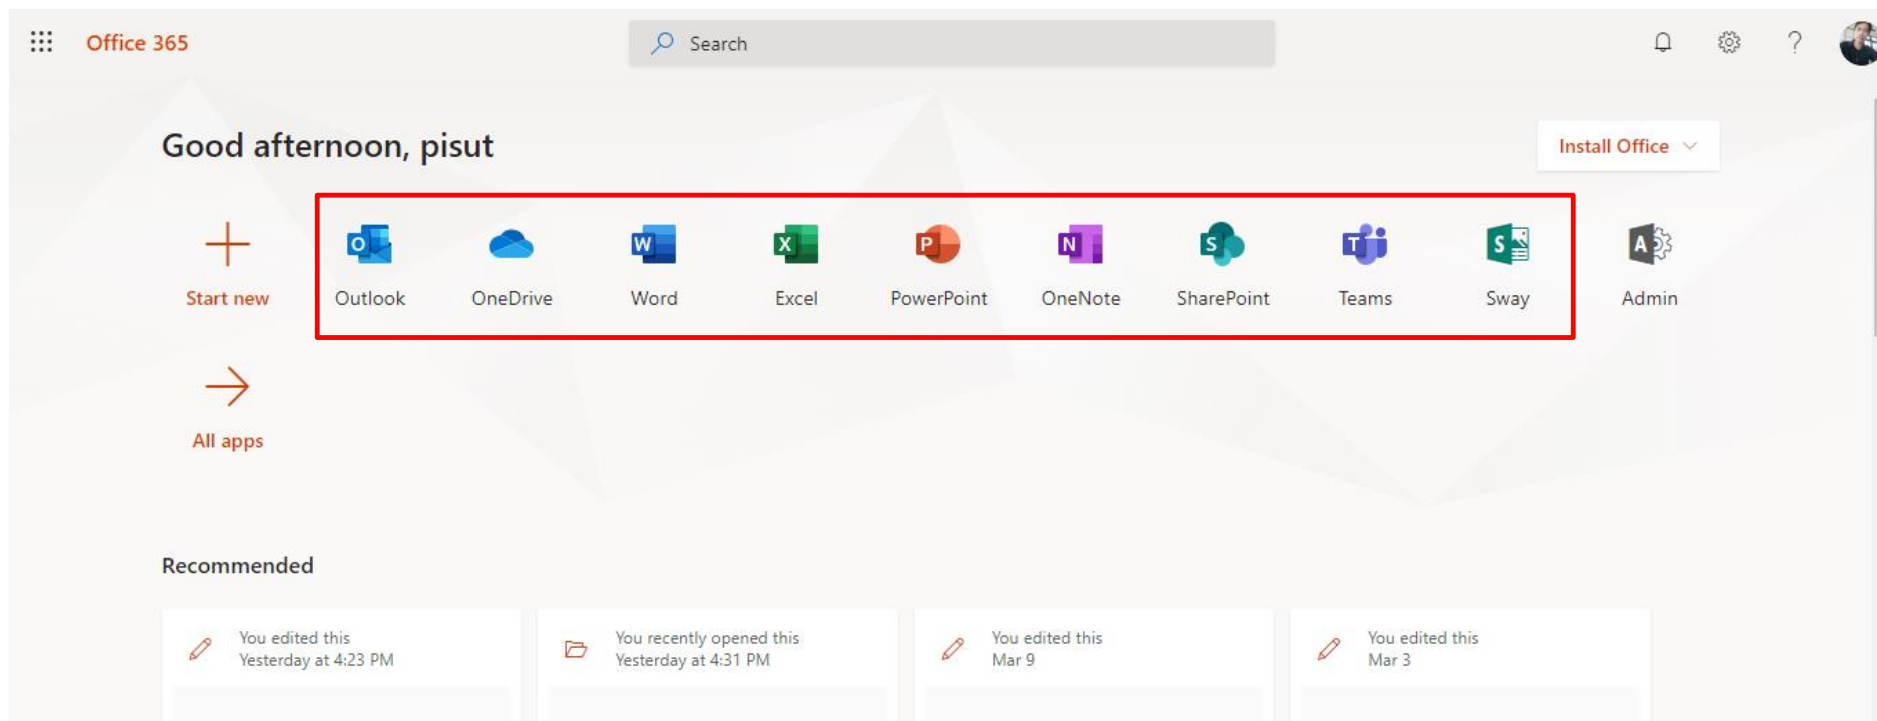 Office 365
Search
?
Good afternoon, pisut
Install Office
Start new
O
Outlook
OneDrive
W
Word
X
Excel
P
PowerPoint
N
OneNote
S
SharePoint
T
Teams
S
Sway
A
Admin
All apps
Recommended
You edited this
Yesterday at 4:23 PM
You recently opened this
Yesterday at 4:31 PM
You edited this
Mar 9
You edited this
Mar 3